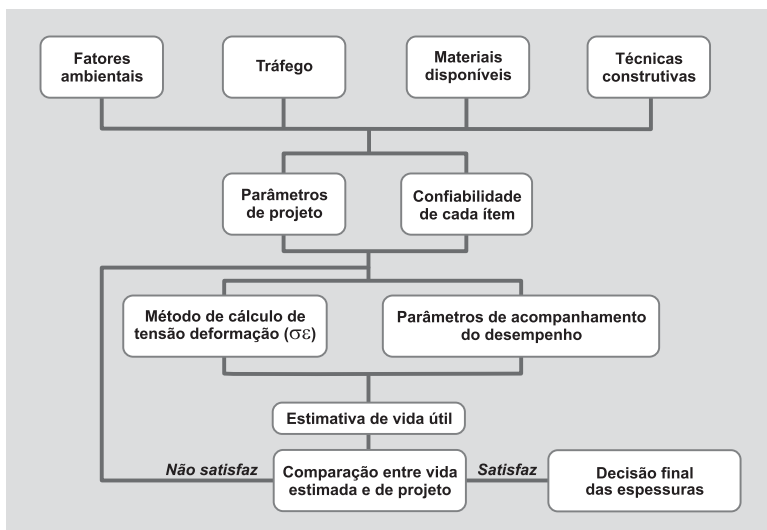 Fatores
ambientais
Tráfego
Materiais
disponíveis
Técnicas
construtivas
Parâmetros
de projeto
Confiabilidade
de cada ítem
Método de cálculo de
tensão deformação (σε)
Parâmetros de acompanhamento
do desempenho
Estimativa de vida útil
Não satisfaz
Comparação entre vida
estimada e de projeto
Satisfaz
Decisão final
das espessuras